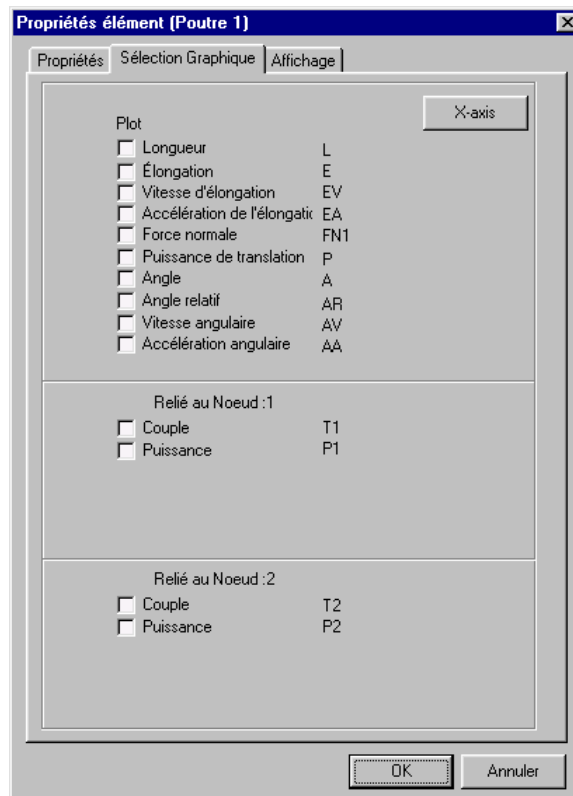 Propriétés élément (Poutre 1)
Propriétés Sélection Graphique Affichage
X-axis
Plot
Longueur L
Élongation E
Vitesse d'élongation EV
Accélération de l'élongatic EA
Force normale FN1
Puissance de translation P
Angle A
Angle relatif AR
Vitesse angulaire AV
Accélération angulaire AA
Relié au Noeud :1
Couple T1
Puissance P1
Relié au Noeud :2
Couple T2
Puissance P2
OK Annuler